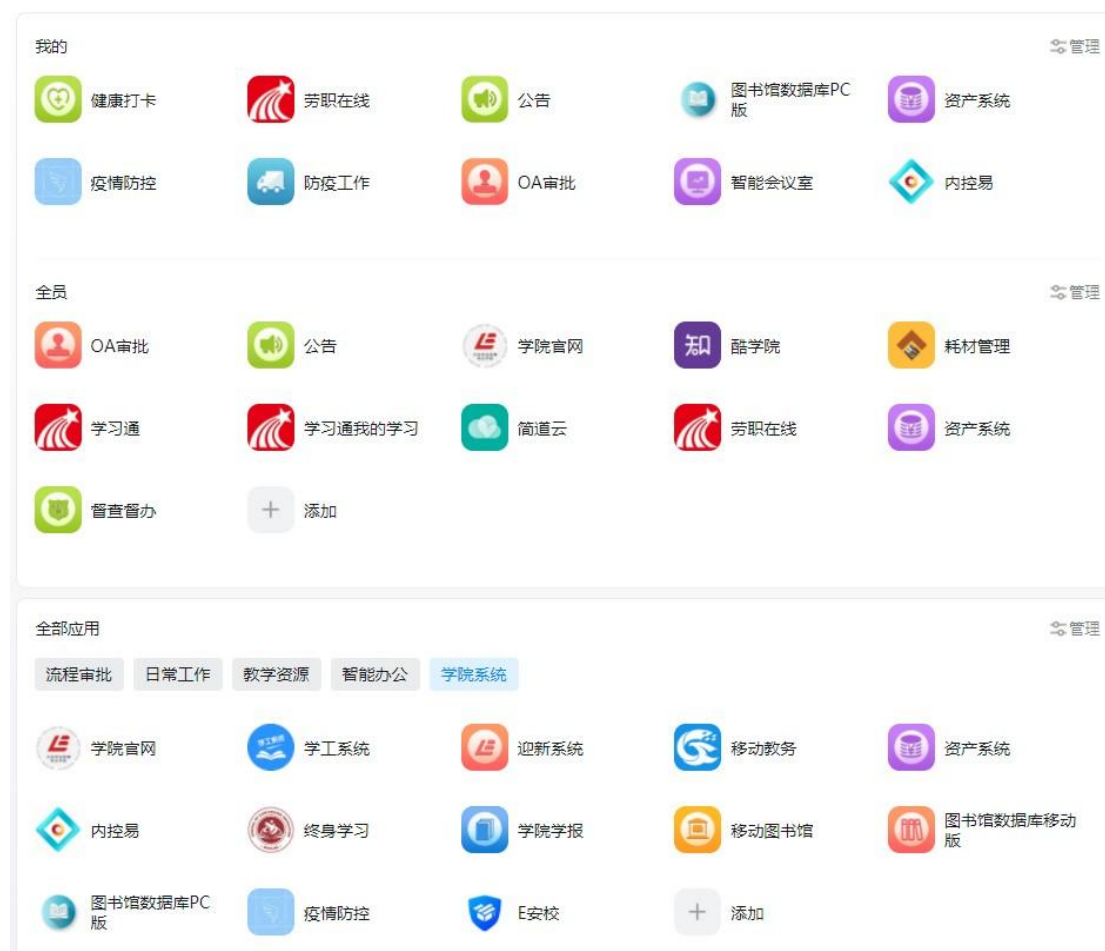 我的
管理
健康打卡
劳职在线
公告
图书馆数据库PC
版
资产系统
疫情防控
防疫工作
OA审批
智能会议室
内控易
全员
管理
OA审批
公告
学院官网
知
酷学院
耗材管理
学习通
学习通我的学习
简道云
劳职在线
资产系统
督查督办
添加
全部应用
管理
流程审批
日常工作
教学资源
智能办公
学院系统
学院官网
学工系统
学工系统
迎新系统
移动教务
资产系统
内控易
终身学习
学院学报
移动图书馆
图书馆数据库移动
版
图书馆数据库PC
版
疫情防控
E安校
添加